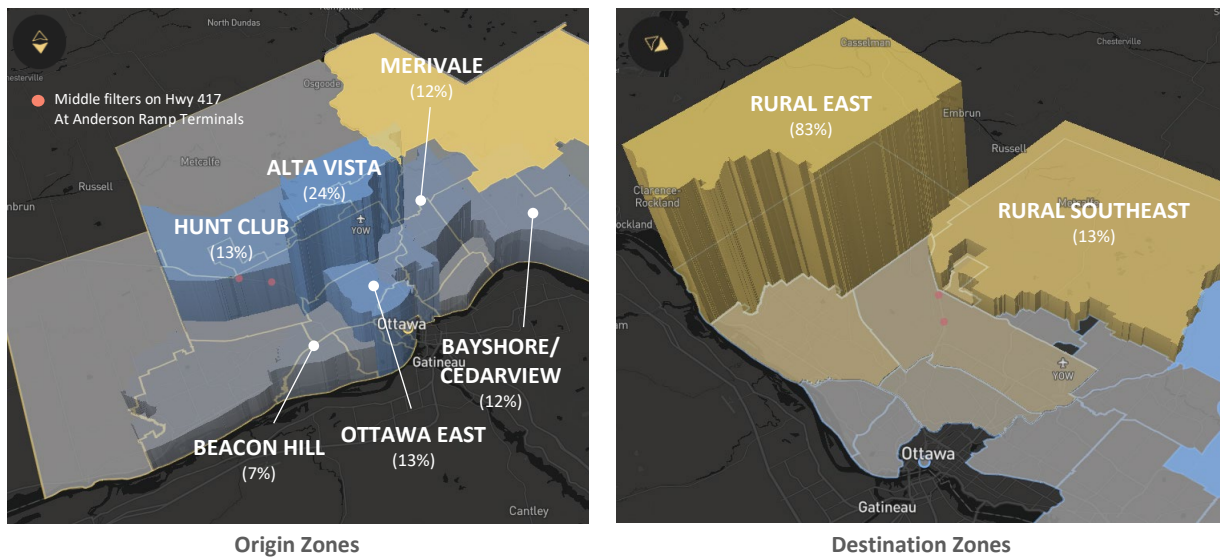 North Dundas
Chesterville
Osgoode
MERIVALE
(12%)
Middle filters on Hwy 417
At Anderson Ramp Terminals
Metcalfe
Russell
ALTA VISTA
(24%)
HUNT CLUB
(13%)
YOW
Ottawa
Gatineau
BAYSHORE/
CEDARVIEW
(12%)
BEACON HILL
(7%)
OTTAWA EAST
(13%)
Cantley
Origin Zones
Casselman
Chesterville
RURAL EAST
(83%)
Embrun
Russell
Clarence-
Rockland
RURAL SOUTHEAST
(13%)
YOW
Ottawa
Gatineau
Destination Zones